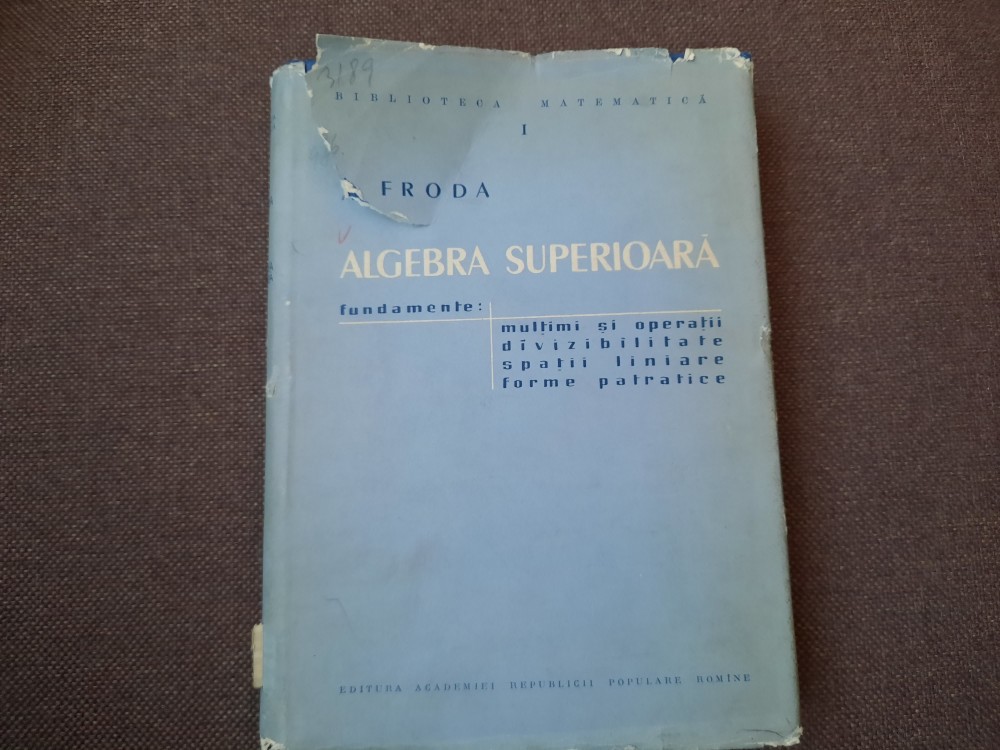 3189
BIBLIOTECA MATEMATICĂ
I
FRODA
ALGEBRA SUPERIOARĂ
fundamente:
mulțimi și operații
divizibilitate
spații liniare
forme patratice
EDITURA ACADEMIEI REPUBLICII POPULARE ROMÎNE